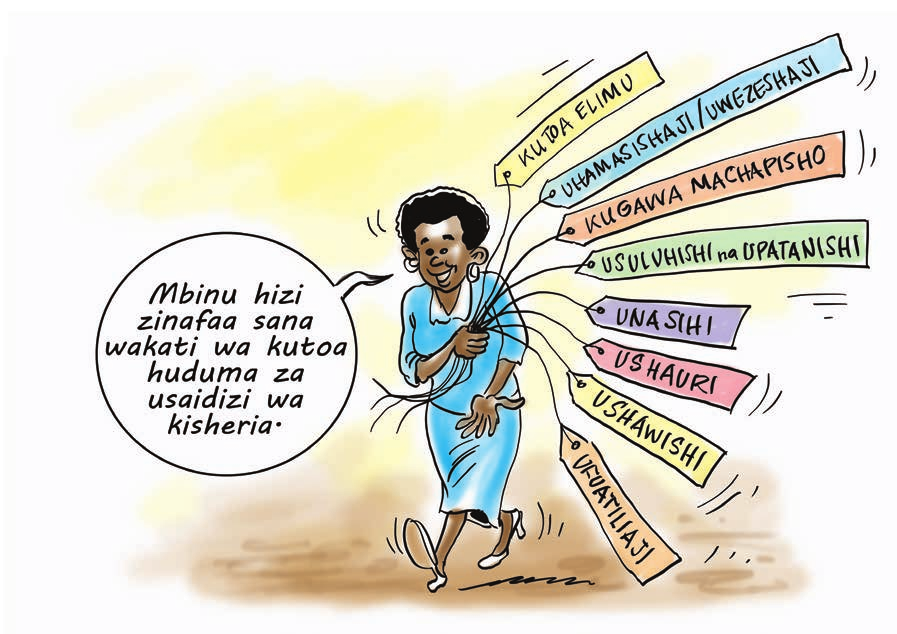 Mbinu hizi
zinafaa sana
wakati wa kutoa
huduma za
usaidizi wa
kisheria.
KUTOA ELIMU
UHAMASISHAJI/UWEZESHAJI
KUGAWA MACHAPISHO
USULUHISHI na UPATANISHI
UNASIHI
USHAURI
USHAWISHI
UFUATILIAJI